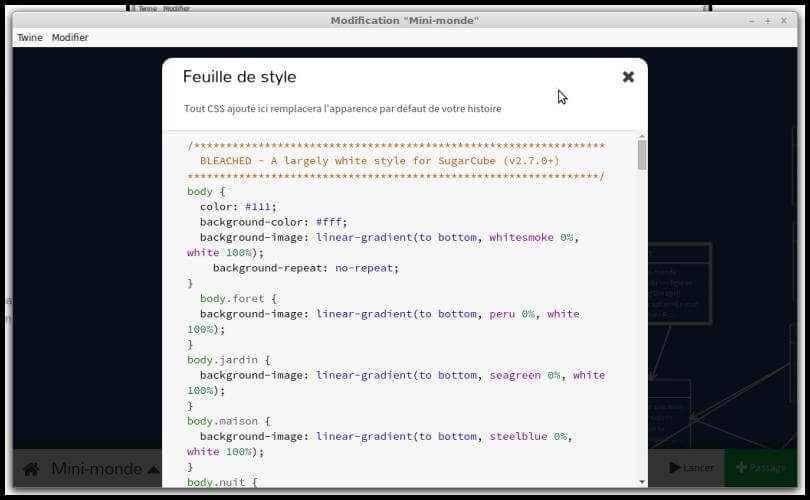 Twine Modifier
Modification "Mini-monde"
Twine Modifier
Feuille de style
Tout CSS ajouté ici remplacera l'apparence par défaut de votre histoire
/****************************************************************
BLEACHED - A largely white style for SugarCube (v2.7.0+)
****************************************************************/
body {
color: #111;
background-color: #fff;
background-image: linear-gradient(to bottom, whitesmoke 0%,
white 100%);
background-repeat: no-repeat;
}
body.foret {
background-image: linear-gradient(to bottom, peru 0%, white
100%);
}
body.jardin {
background-image: linear-gradient(to bottom, seagreen 0%, white
100%);
}
body.maison {
background-image: linear-gradient(to bottom, steelblue 0%,
white 100%);
}
body.nuit {
Mini-monde
Lancer
Passage